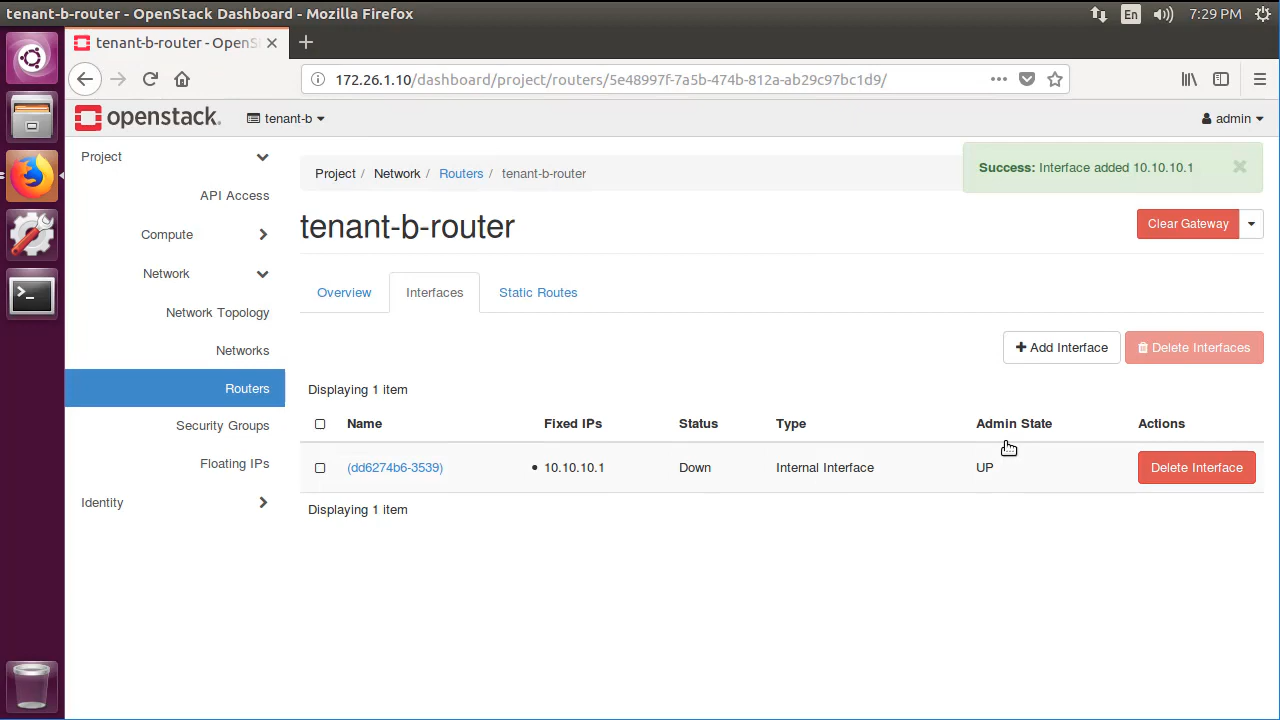 tenant-b-router - OpenStack Dashboard - Mozilla Firefox
En
7:29 PM
tenant-b-router - OpenSt
172.26.1.10/dashboard/project/routers/5e48997f-7a5b-474b-812a-ab29c97bc1d9/
openstack.
tenant-b
admin
Project
API Access
Compute
Network
Network Topology
Networks
Routers
Security Groups
Floating IPs
Identity
Project / Network / Routers / tenant-b-router
Success: Interface added 10.10.10.1
tenant-b-router
Clear Gateway
Overview
Interfaces
Static Routes
Add Interface
Delete Interfaces
Displaying 1 item
Name Fixed IPs Status Type Admin State Actions
(dd6274b6-3539) • 10.10.10.1 Down Internal Interface UP Delete Interface
Displaying 1 item